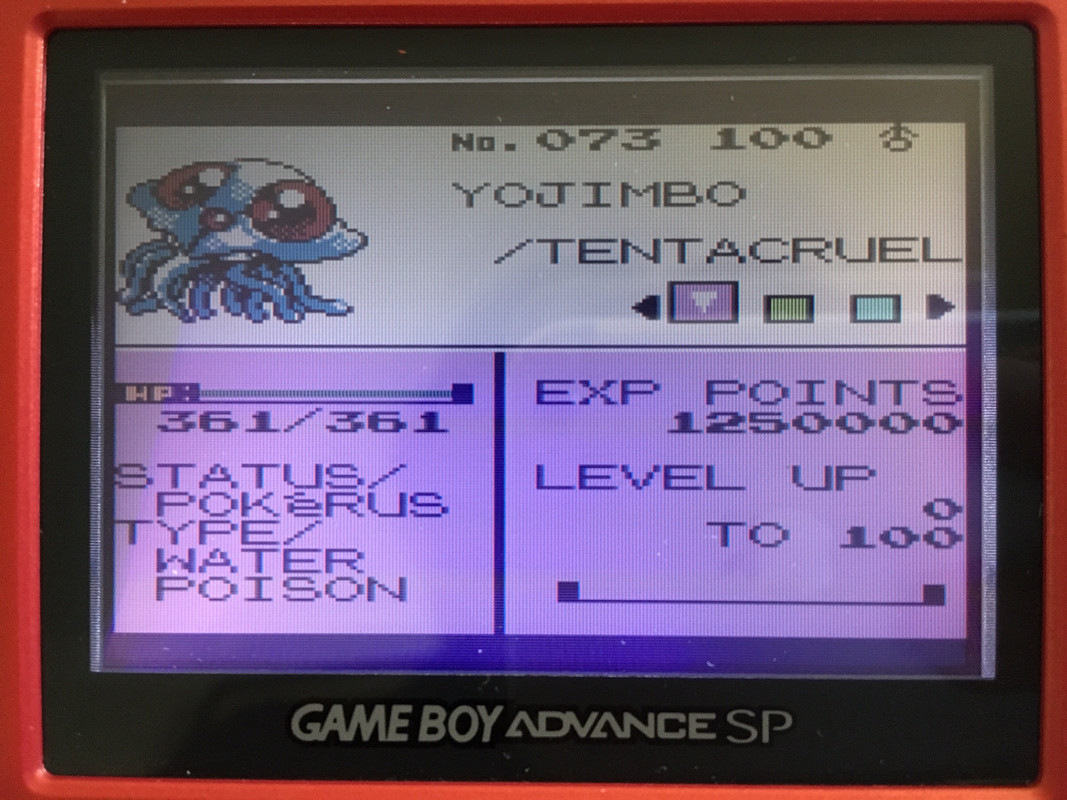 No. 073 100 ♂
YOJIMBO
/TENTACRUEL
HP:
361/361
STATUS/
POKéRUS
TYPE/
WATER
POISON
EXP POINTS
1250000
LEVEL UP
0
TO 100
GAME BOY ADVANCE SP